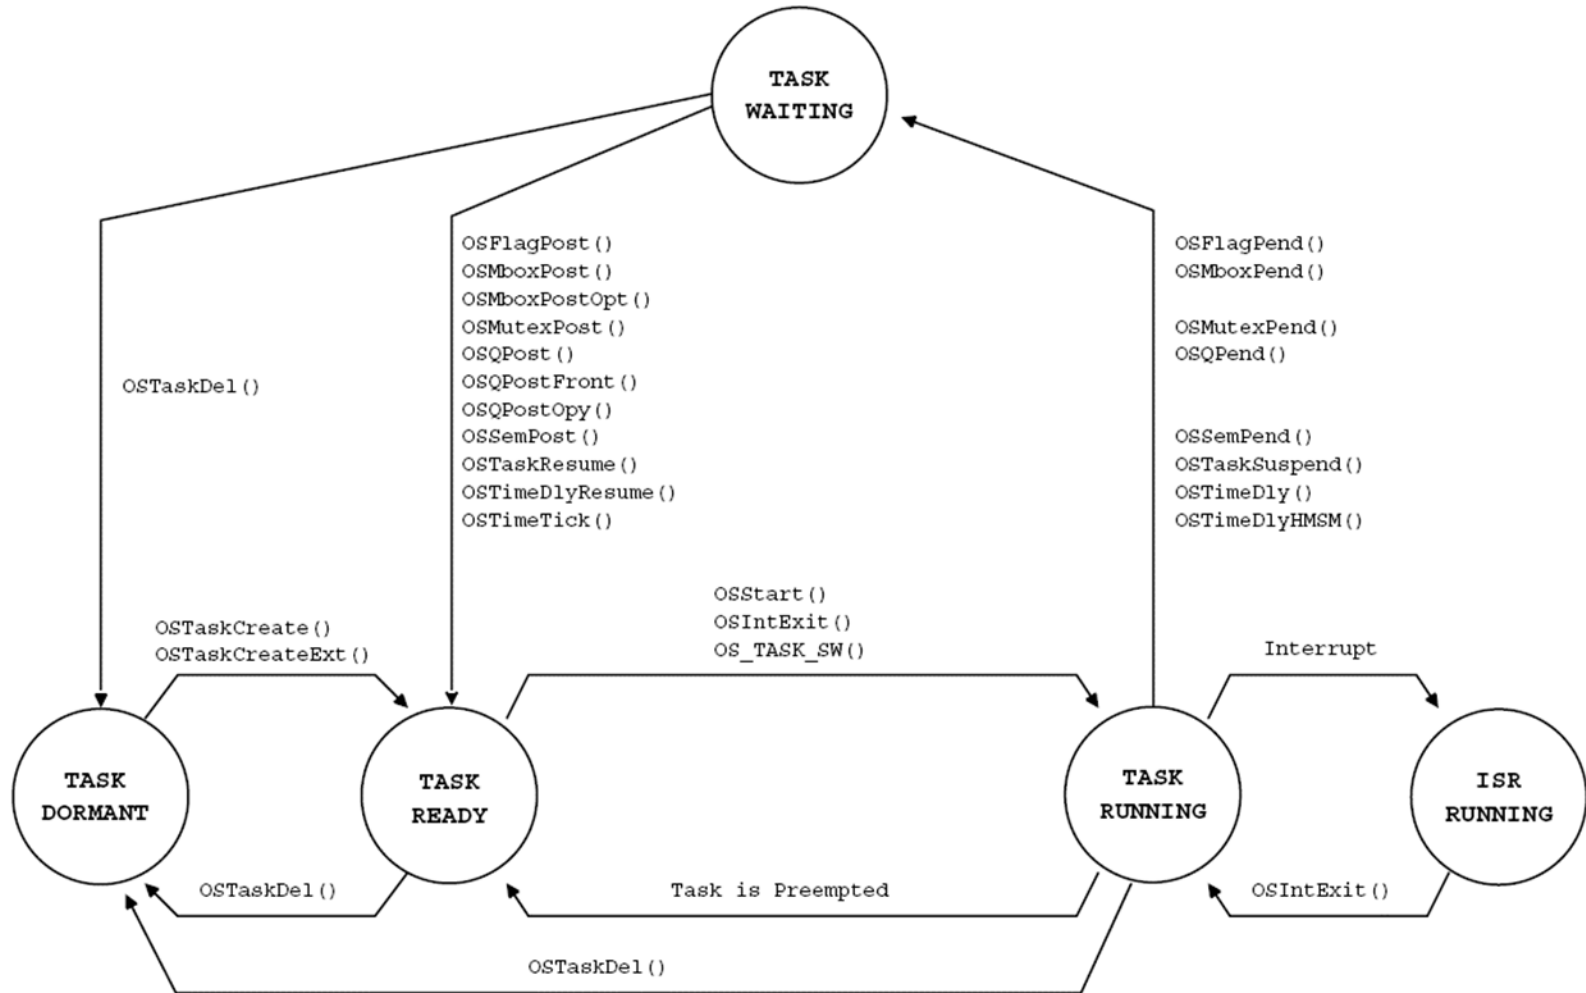 TASK
WAITING
OSFlagPost()
OSMboxPost()
OSMboxPostOpt()
OSMutexPost()
OSQPost()
OSQPostFront()
OSQPostOpy()
OSSemPost()
OSTaskResume()
OSTimeDlyResume()
OSTimeTick()
OSFlagPend()
OSMboxPend()
OSMutexPend()
OSQPend()
OSSemPend()
OSTaskSuspend()
OSTimeDly()
OSTimeDlyHMSM()
OSTaskDel()
OSTaskCreate()
OSTaskCreateExt()
OSStart()
OSIntExit()
OS_TASK_SW()
Interrupt
TASK
DORMANT
TASK
READY
TASK
RUNNING
ISR
RUNNING
OSTaskDel()
Task is Preempted
OSIntExit()
OSTaskDel()